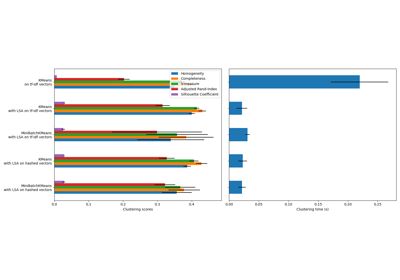 Homogeneity
Completeness
V-measure
Adjusted Rand-Index
Silhouette Coefficient
KMeans
on tf-idf vectors
KMeans
with LSA on tf-idf vectors
MiniBatchKMeans
with LSA on tf-idf vectors
KMeans
with LSA on hashed vectors
MiniBatchKMeans
with LSA on hashed vectors
0.0 0.1 0.2 0.3 0.4
Clustering scores
0.00 0.05 0.10 0.15 0.20 0.25
Clustering time (s)